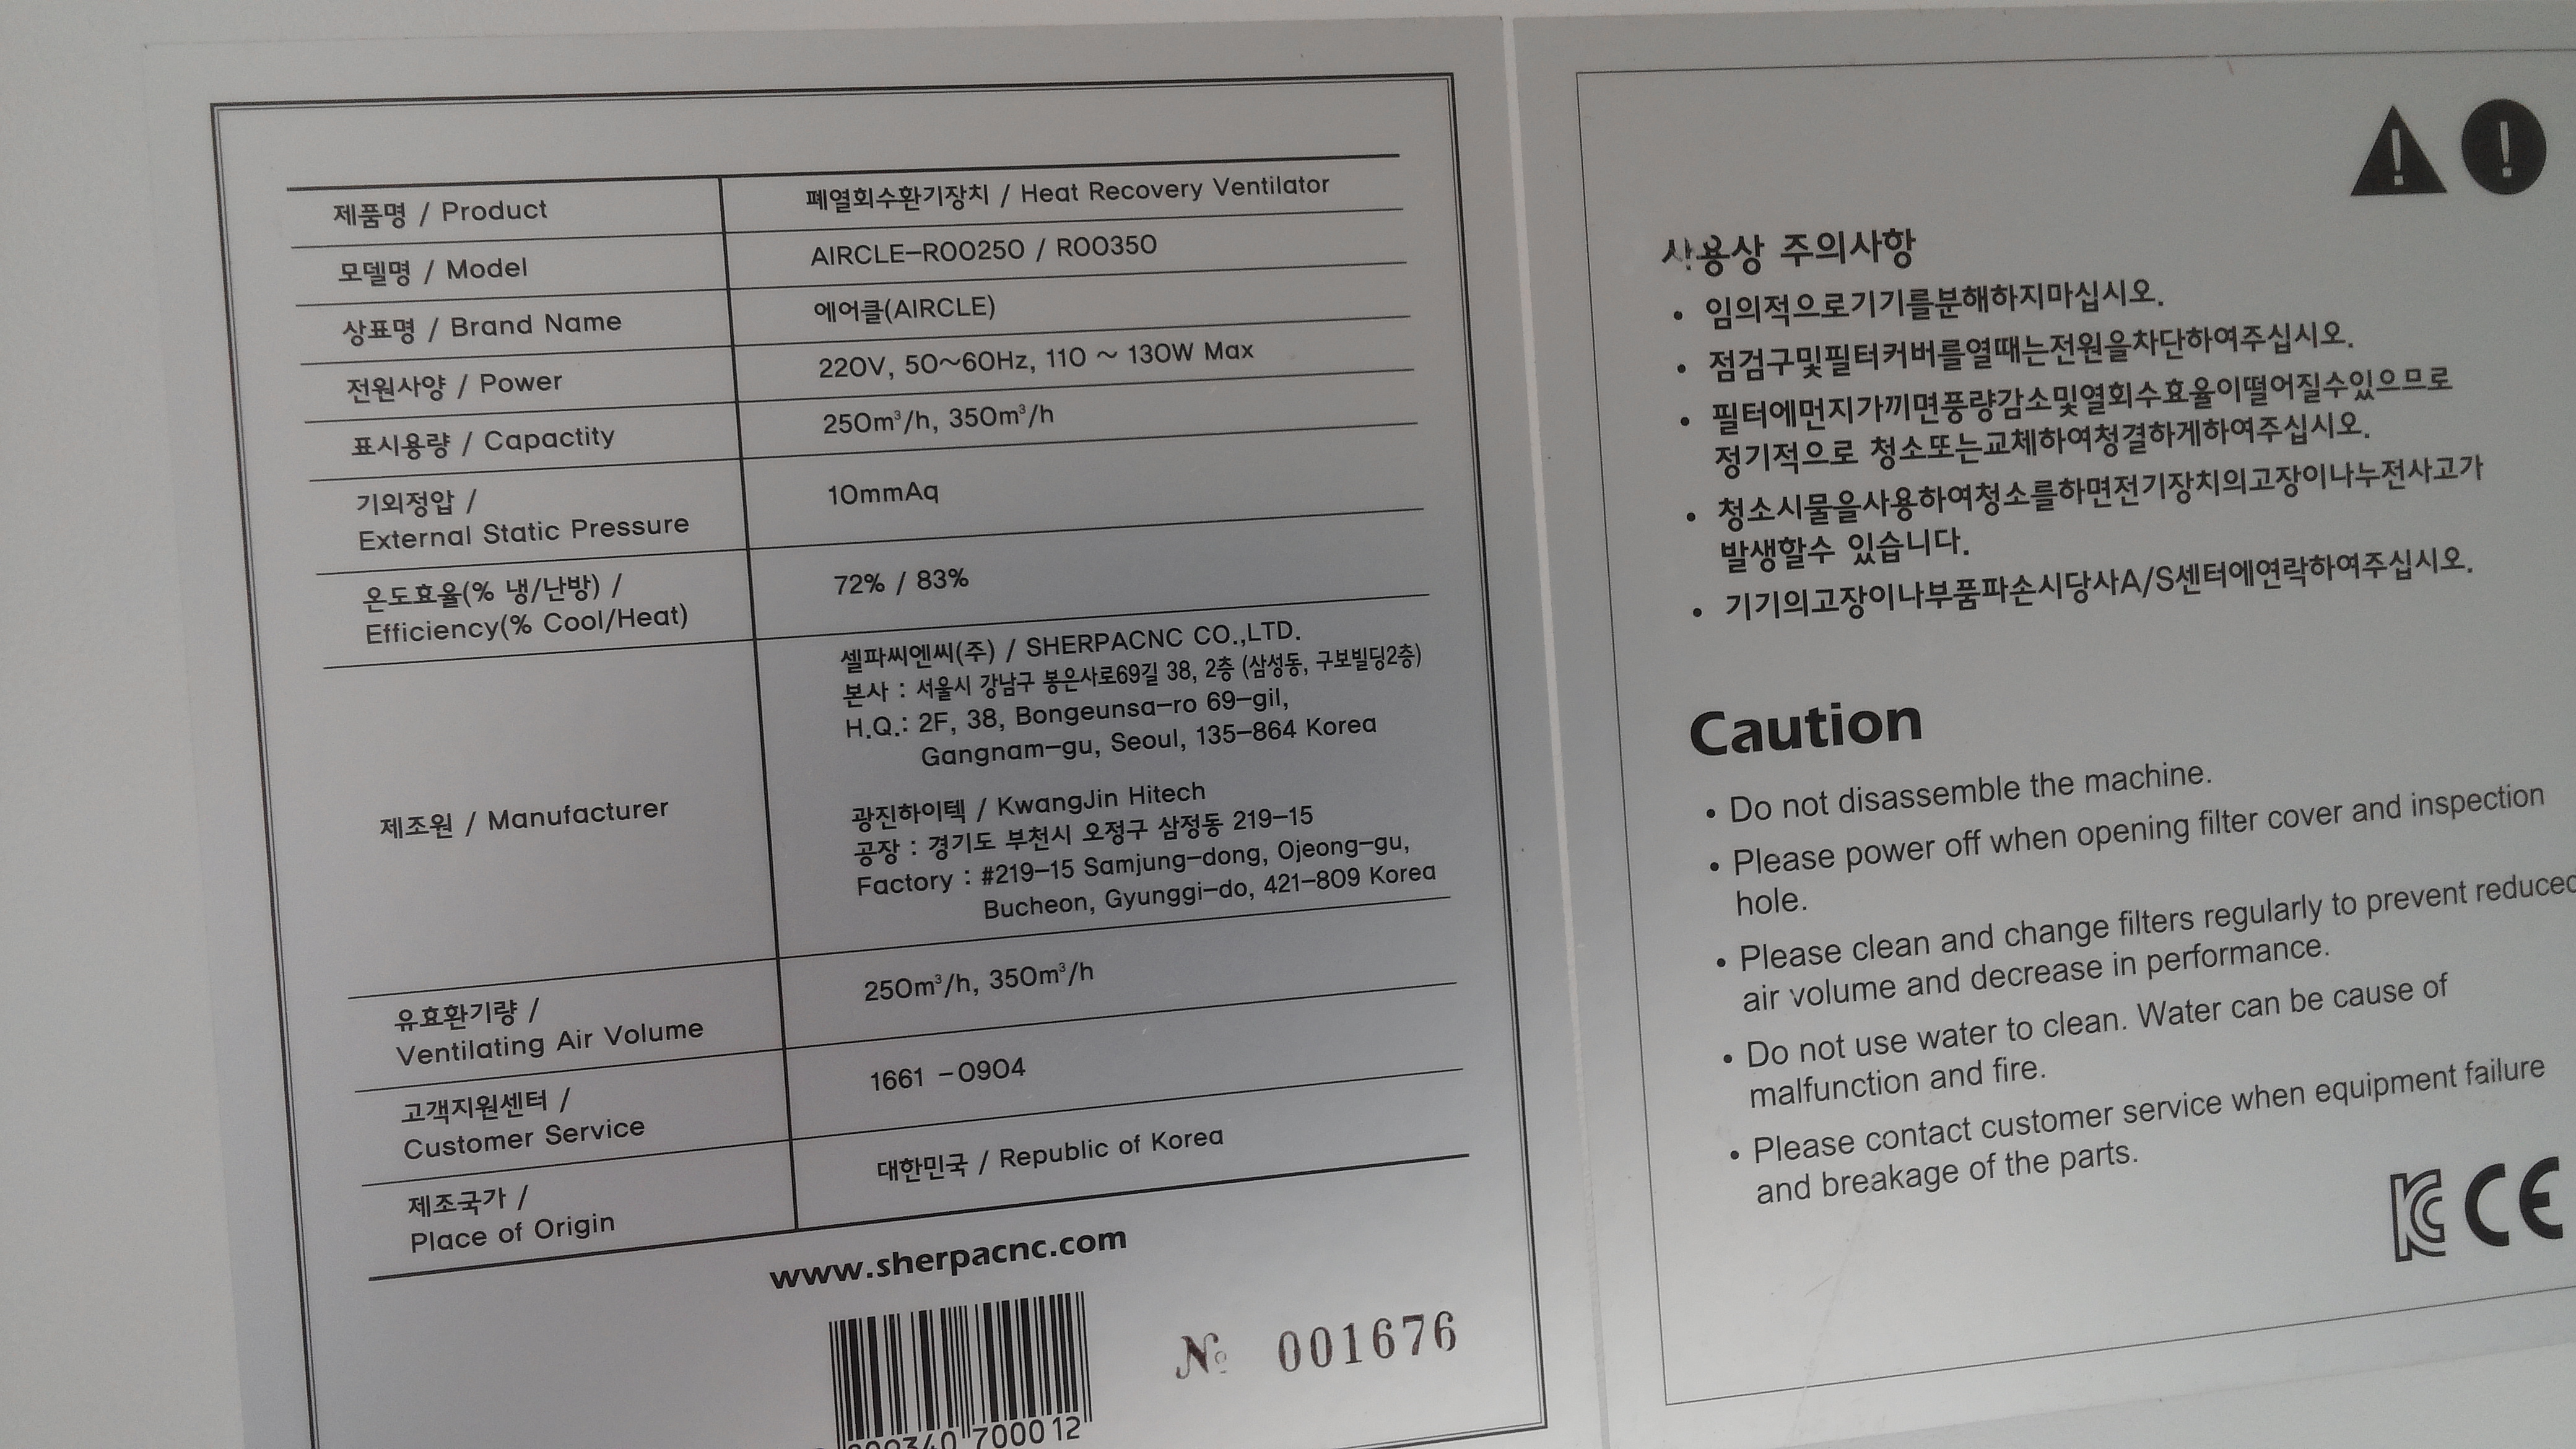 제품명 / Product
폐열회수환기장치 / Heat Recovery Ventilator
모델명 / Model
AIRCLE-R00250 / R00350
상표명 / Brand Name
에어클(AIRCLE)
전원사양 / Power
220V, 50~60Hz, 110 ~ 130W Max
표시용량 / Capactity
250m³/h, 350m³/h
기외정압 /
External Static Pressure
10mmAq
온도효율(% 냉/난방) /
Efficiency(% Cool/Heat)
72% / 83%
제조원 / Manufacturer
셀파씨엔씨(주) / SHERPACNC CO.,LTD.
본사 : 서울시 강남구 봉은사로69길 38, 2층 (삼성동, 구보빌딩2층)
H.Q.: 2F, 38, Bongeunsa-ro 69-gil,
Gangnam-gu, Seoul, 135-864 Korea
광진하이텍 / KwangJin Hitech
공장 : 경기도 부천시 오정구 삼정동 219-15
Factory : #219-15 Samjung-dong, Ojeong-gu,
Bucheon, Gyunggi-do, 421-809 Korea
유효환기량 /
Ventilating Air Volume
250m³/h, 350m³/h
고객지원센터 /
Customer Service
1661 -0904
제조국가 /
Place of Origin
대한민국 / Republic of Korea
www.sherpacnc.com
700012
№ 001676
사용상 주의사항
• 임의적으로기기를분해하지마십시오.
• 점검구및필터커버를열때는전원을차단하여주십시오.
• 필터에먼지가끼면풍량감소및열회수효율이떨어질수있으므로
정기적으로 청소또는교체하여청결하게하여주십시오.
• 청소시물을사용하여청소를하면전기장치의고장이나누전사고가
발생할수 있습니다.
• 기기의고장이나부품파손시당사A/S센터에연락하여주십시오.
Caution
• Do not disassemble the machine.
• Please power off when opening filter cover and inspection
hole.
• Please clean and change filters regularly to prevent reduced
air volume and decrease in performance.
• Do not use water to clean. Water can be cause of
malfunction and fire.
• Please contact customer service when equipment failure
and breakage of the parts.
KC CE